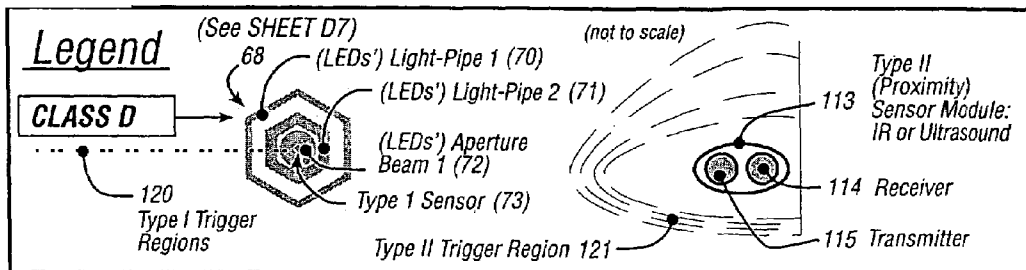 Legend
(See SHEET D7)
68
(LEDs') Light-Pipe 1 (70)
(LEDs') Light-Pipe 2 (71)
CLASS D
(LEDs') Aperture
Beam 1 (72)
Type 1 Sensor (73)
120
Type I Trigger
Regions
(not to scale)
Type II
(Proximity)
Sensor Module:
IR or Ultrasound
113
114 Receiver
115 Transmitter
Type II Trigger Region 121